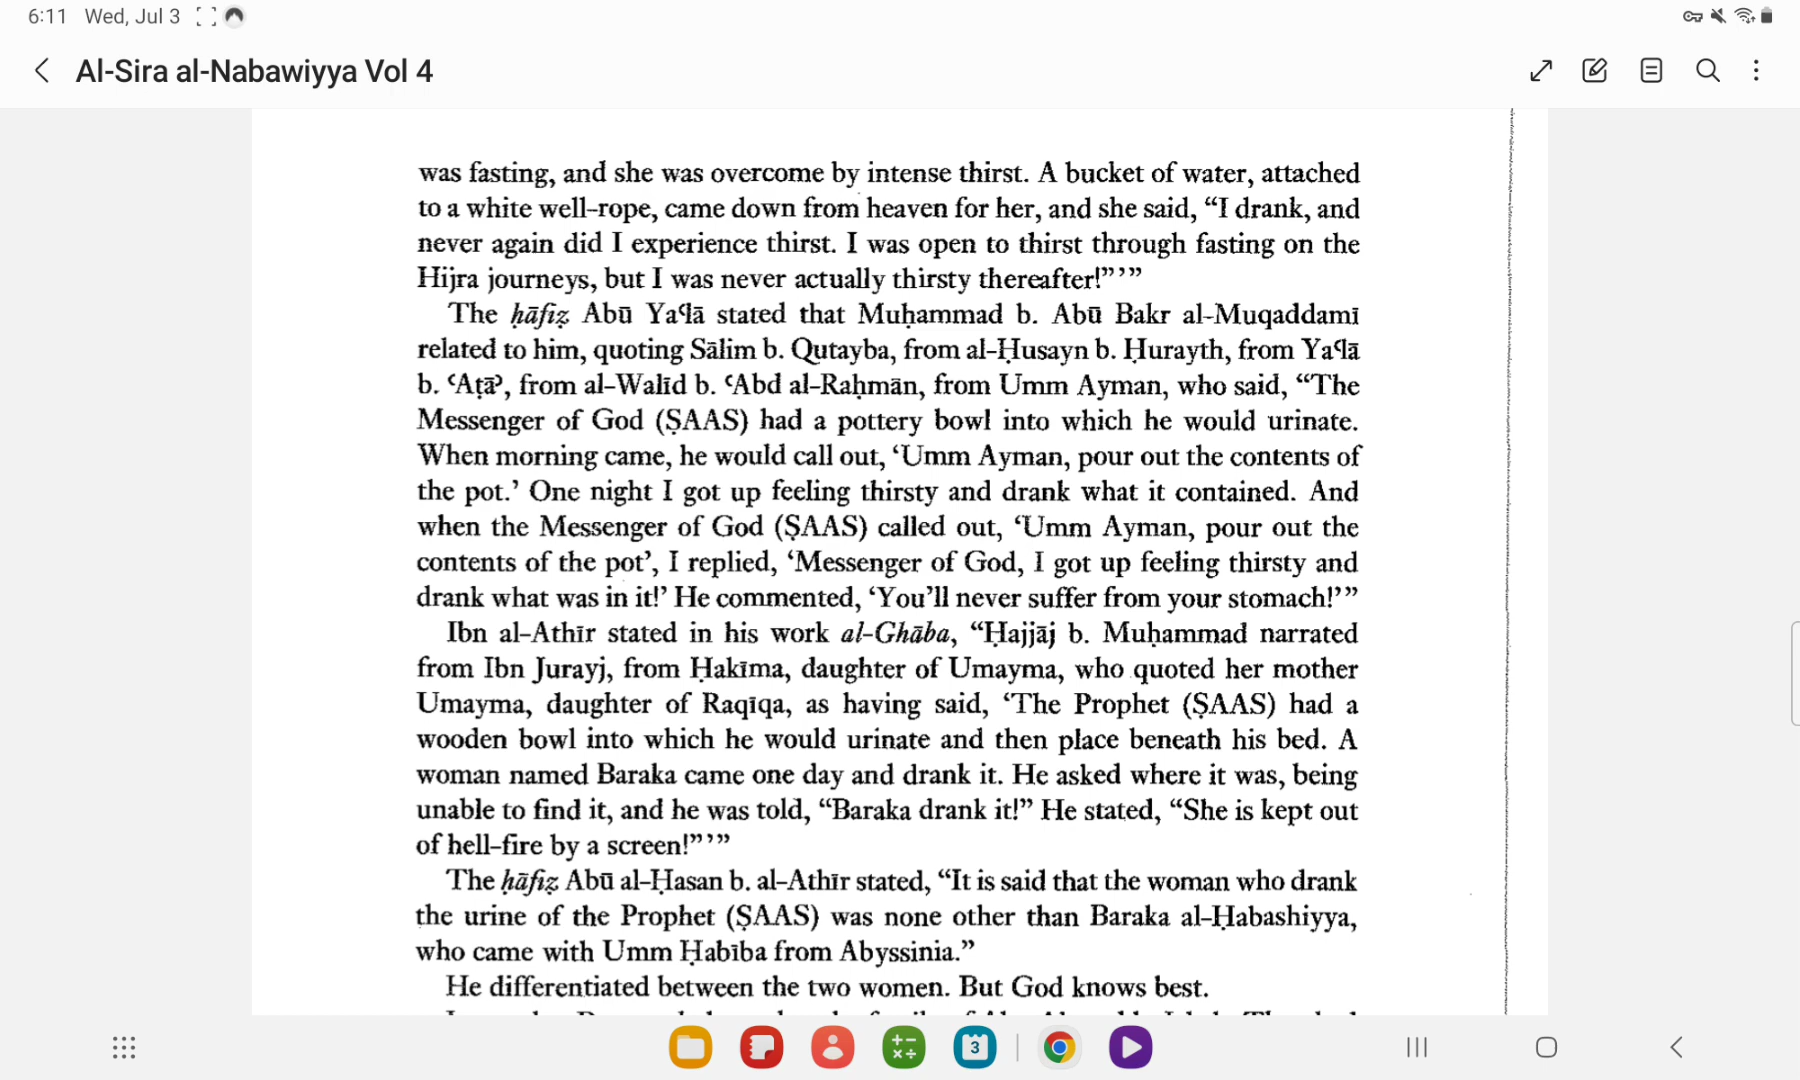 6:11 Wed, Jul 3
Al-Sira al-Nabawiyya Vol 4
was fasting, and she was overcome by intense thirst. A bucket of water, attached
to a white well-rope, came down from heaven for her, and she said, “I drank, and
never again did I experience thirst. I was open to thirst through fasting on the
Hijra journeys, but I was never actually thirsty thereafter!”’”
The ḥāfiẓ Abū Yaʿlā stated that Muḥammad b. Abū Bakr al-Muqaddamī
related to him, quoting Sālim b. Qutayba, from al-Ḥusayn b. Ḥurayth, from Yaʿlā
b. ʿAṭāʾ, from al-Walīd b. ʿAbd al-Raḥmān, from Umm Ayman, who said, “The
Messenger of God (ṢAAS) had a pottery bowl into which he would urinate.
When morning came, he would call out, ‘Umm Ayman, pour out the contents of
the pot.’ One night I got up feeling thirsty and drank what it contained. And
when the Messenger of God (ṢAAS) called out, ‘Umm Ayman, pour out the
contents of the pot’, I replied, ‘Messenger of God, I got up feeling thirsty and
drank what was in it!’ He commented, ‘You’ll never suffer from your stomach!’”
Ibn al-Athīr stated in his work al-Ghāba, “Ḥajjāj b. Muḥammad narrated
from Ibn Jurayj, from Ḥakīma, daughter of Umayma, who quoted her mother
Umayma, daughter of Raqīqa, as having said, ‘The Prophet (ṢAAS) had a
wooden bowl into which he would urinate and then place beneath his bed. A
woman named Baraka came one day and drank it. He asked where it was, being
unable to find it, and he was told, “Baraka drank it!” He stated, “She is kept out
of hell-fire by a screen!”’”
The ḥāfiẓ Abū al-Ḥasan b. al-Athīr stated, “It is said that the woman who drank
the urine of the Prophet (ṢAAS) was none other than Baraka al-Ḥabashiyya,
who came with Umm Ḥabība from Abyssinia.”
He differentiated between the two women. But God knows best.
3